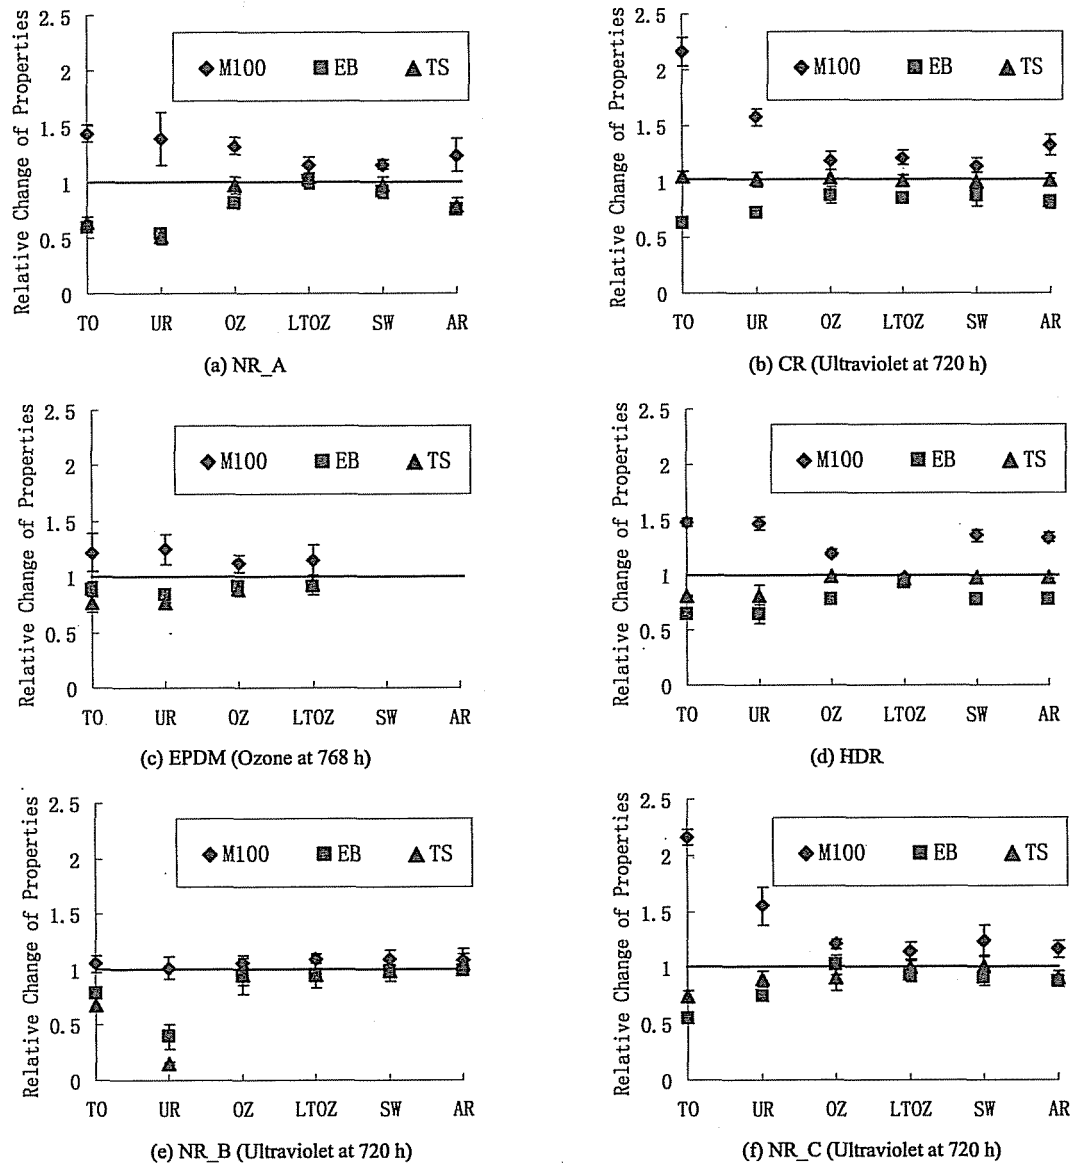 Relative Change of Properties
2.5
2
1.5
1
0.5
0
M100 EB TS
TO UR OZ LTOZ SW AR
(a) NR_A
Relative Change of Properties
2.5
2
1.5
1
0.5
0
M100 EB TS
TO UR OZ LTOZ SW AR
(b) CR (Ultraviolet at 720 h)
Relative Change of Properties
2.5
2
1.5
1
0.5
0
M100 EB TS
TO UR OZ LTOZ SW AR
(c) EPDM (Ozone at 768 h)
Relative Change of Properties
2.5
2
1.5
1
0.5
0
M100 EB TS
TO UR OZ LTOZ SW AR
(d) HDR
Relative Change of Properties
2.5
2
1.5
1
0.5
0
M100 EB TS
TO UR OZ LTOZ SW AR
(e) NR_B (Ultraviolet at 720 h)
Relative Change of Properties
2.5
2
1.5
1
0.5
0
M100 EB TS
TO UR OZ LTOZ SW AR
(f) NR_C (Ultraviolet at 720 h)